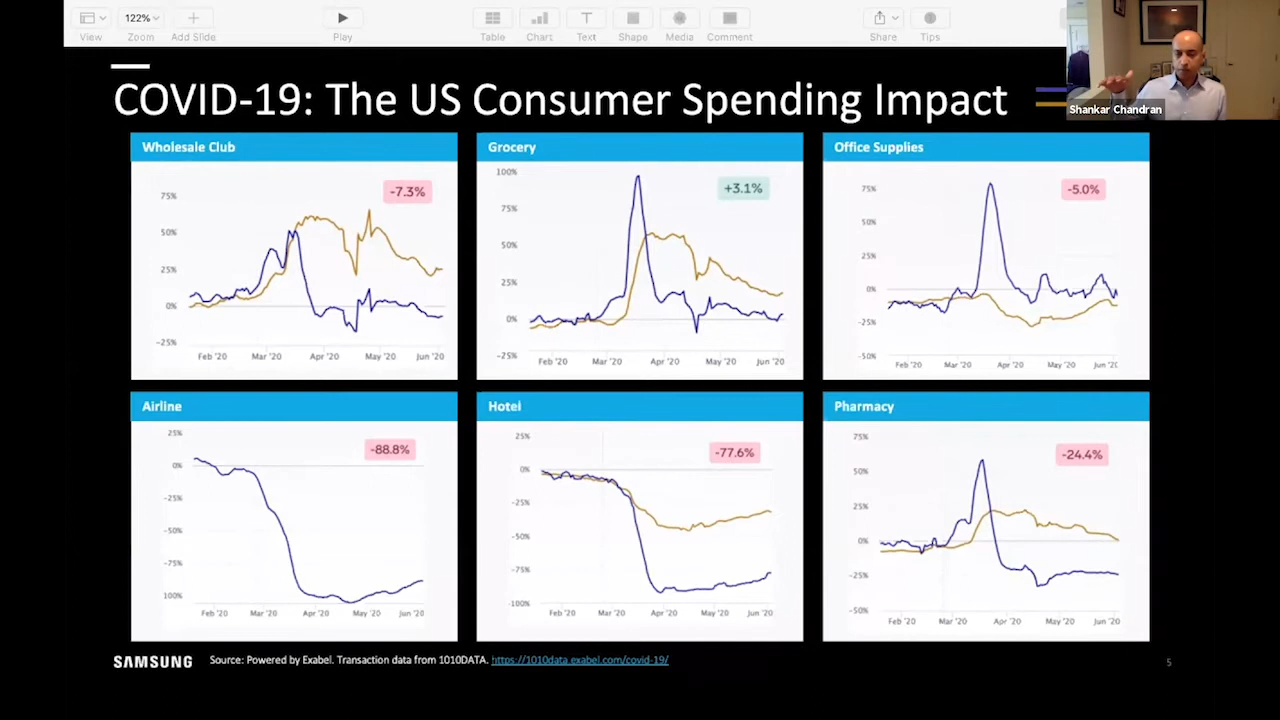 122%
View
Zoom
Add Slide
Play
Table
Chart
Text
Shape
Media
Comment
Share
Tips
Shankar Chandran
COVID-19: The US Consumer Spending Impact
Wholesale Club
-7.3%
75%
50%
25%
0%
-25%
Feb '20 Mar '20 Apr '20 May '20 Jun '20
Grocery
+3.1%
100%
75%
50%
25%
0%
-25%
Feb '20 Mar '20 Apr '20 May '20 Jun '20
Office Supplies
-5.0%
75%
50%
25%
0%
-25%
-50%
Feb '20 Mar '20 Apr '20 May '20 Jun '20
Airline
-88.8%
25%
0%
-25%
-50%
-75%
100%
Feb '20 Mar '20 Apr '20 May '20 Jun '20
Hotel
-77.6%
25%
0%
-25%
-50%
-75%
-100%
Feb '20 Mar '20 Apr '20 May '20 Jun '20
Pharmacy
-24.4%
75%
50%
25%
0%
-25%
-50%
Feb '20 Mar '20 Apr '20 May '20 Jun '20
SAMSUNG
Source: Powered by Exabel. Transaction data from 1010DATA. https://1010data.exabel.com/covid-19/
5